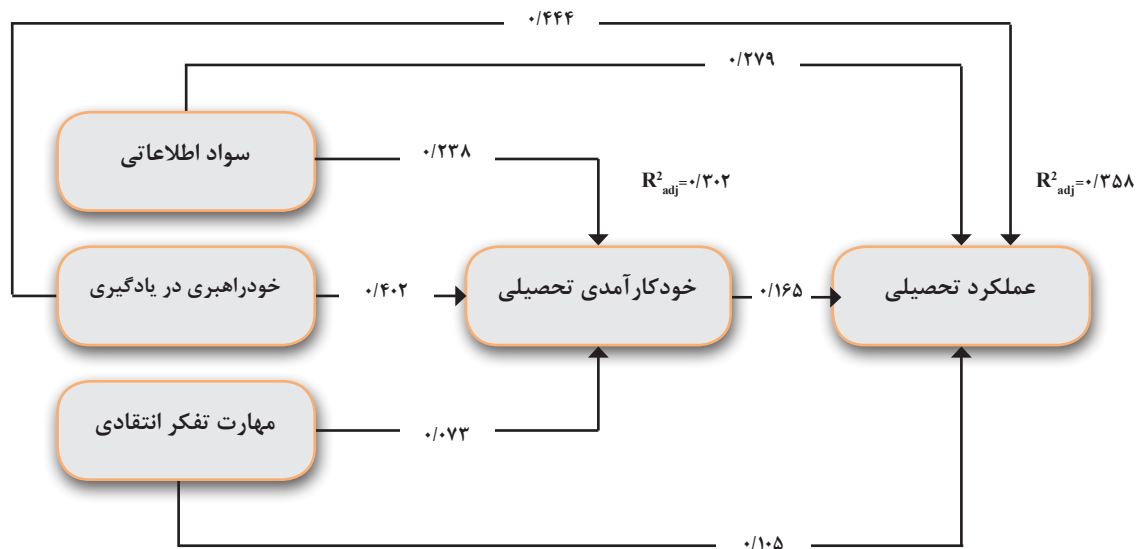 ۰/۴۴۴
۰/۲۷۹
سواد اطلاعاتی
۰/۲۳۸
R²adj=۰/۳۰۲
R²adj=۰/۳۵۸
خودراهبری در یادگیری
۰/۴۰۲
خودکارآمدی تحصیلی
۰/۱۶۵
عملکرد تحصیلی
مهارت تفکر انتقادی
۰/۰۷۳
۰/۱۰۵